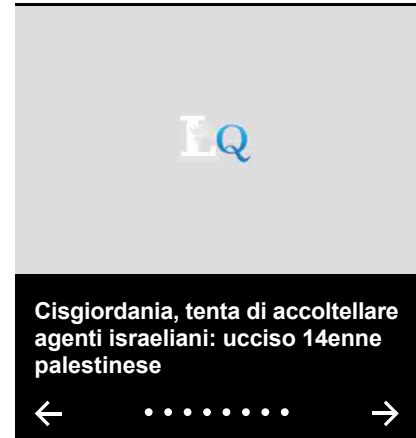 LQ
Cisgiordania, tenta di accoltellare
agenti israeliani: ucciso 14enne
palestinese